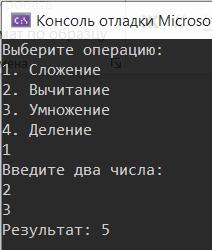 Консоль отладки Microsof
Выберите операцию:
1. Сложение
2. Вычитание
3. Умножение
4. Деление
1
Введите два числа:
2
3
Результат: 5